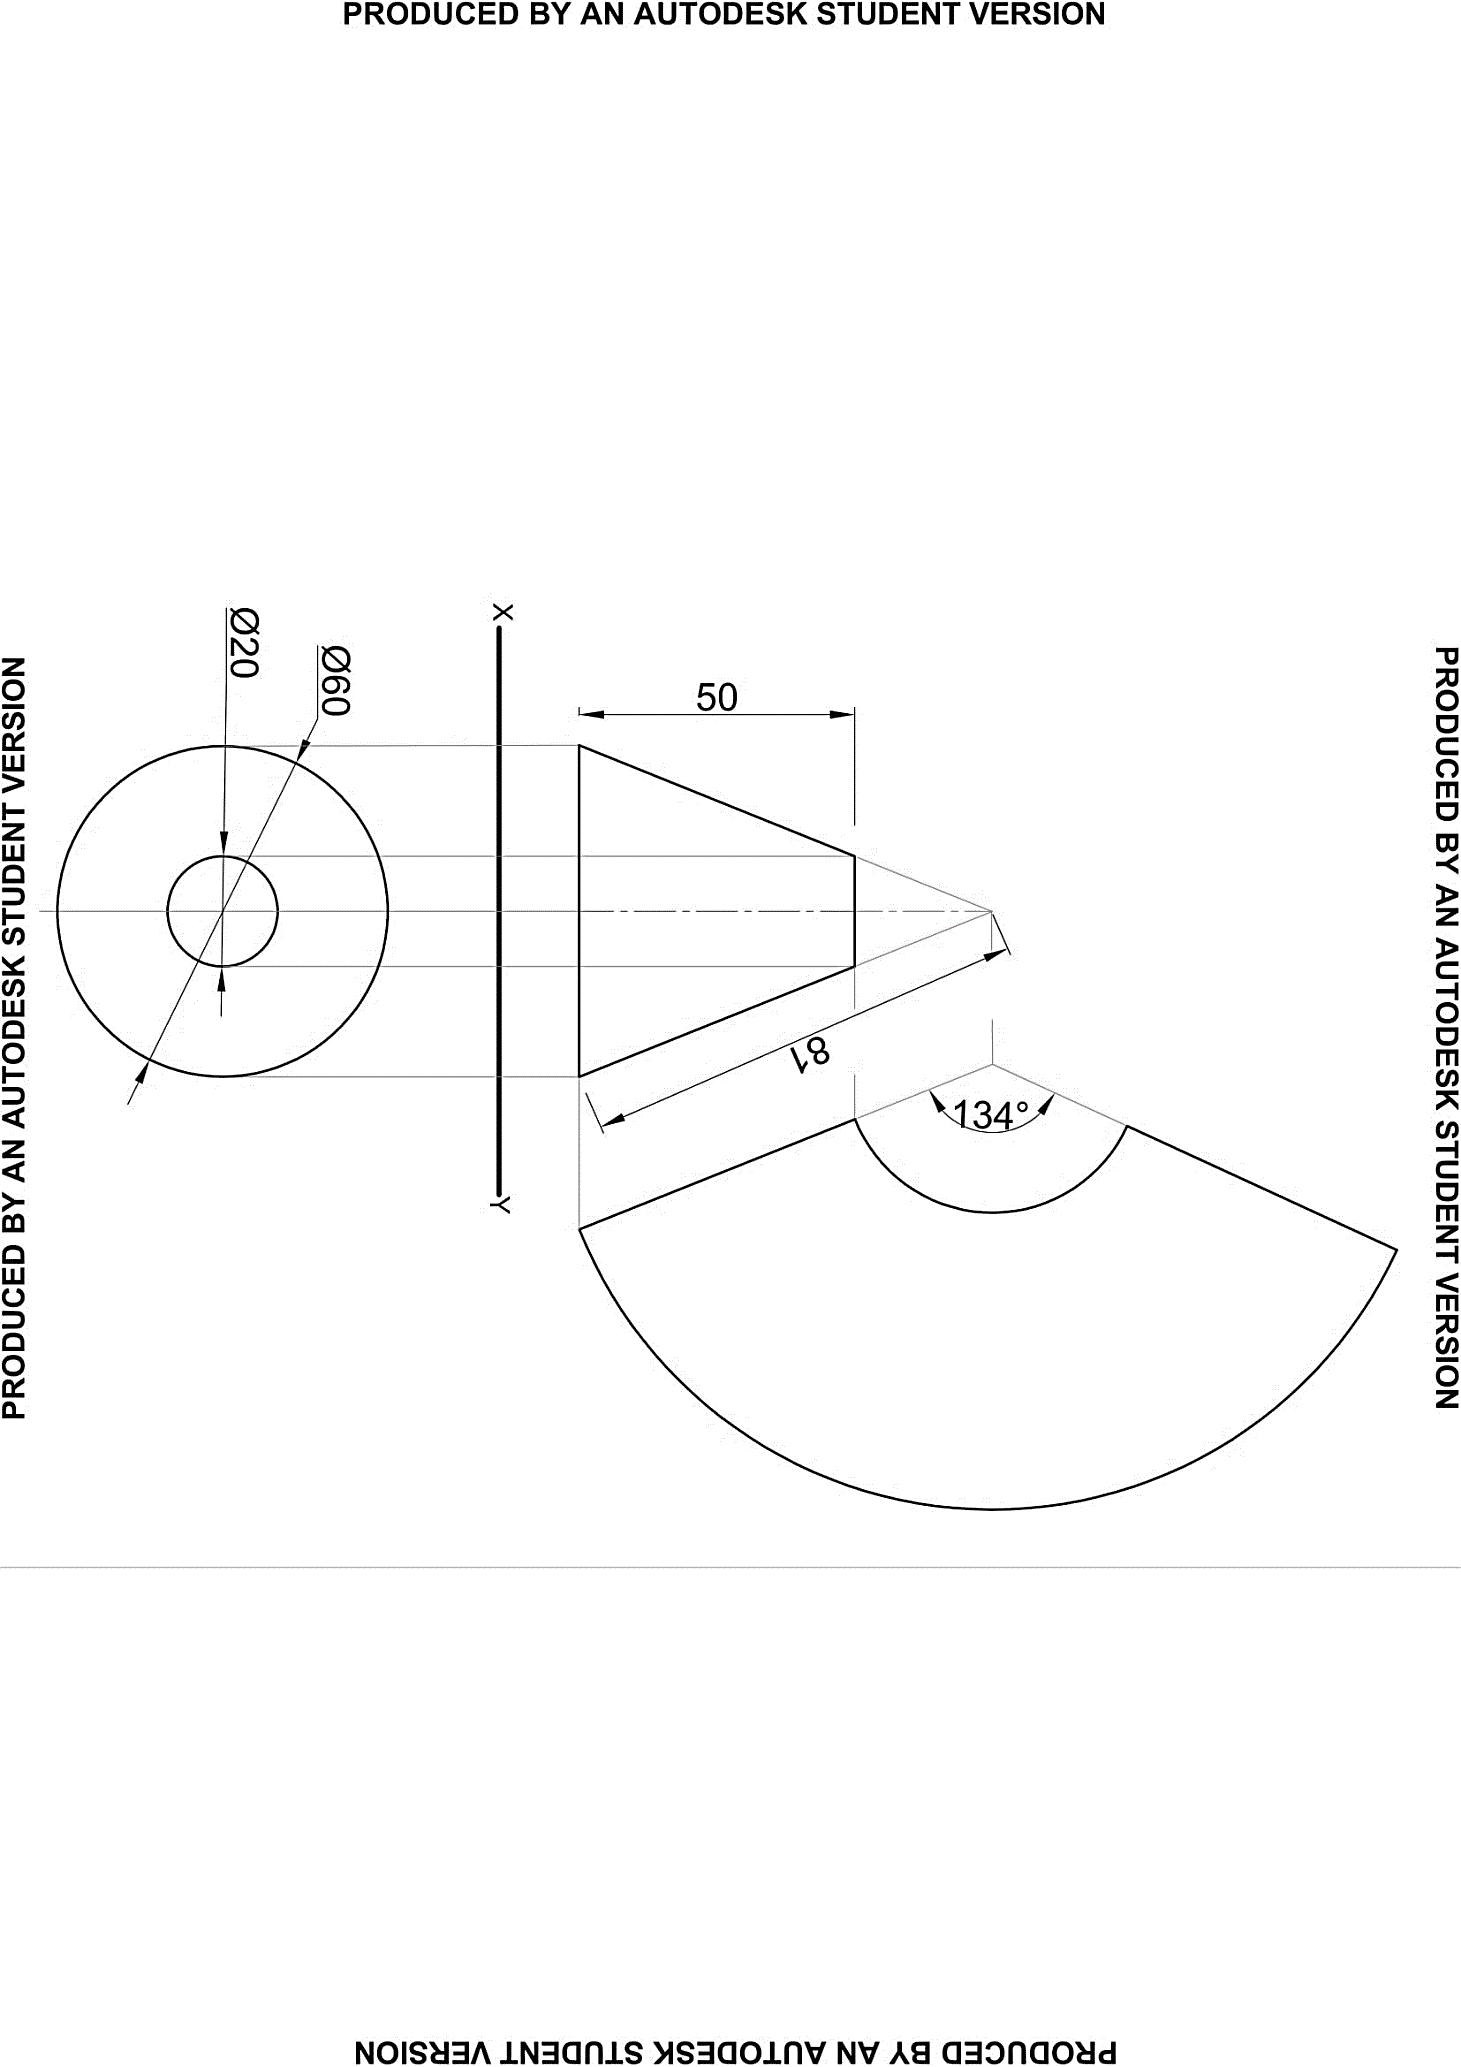 PRODUCED BY AN AUTODESK STUDENT VERSION
X
Ø20
Ø60
50
81
134°
Y
PRODUCED BY AN AUTODESK STUDENT VERSION
PRODUCED BY AN AUTODESK STUDENT VERSION
PRODUCED BY AN AUTODESK STUDENT VERSION